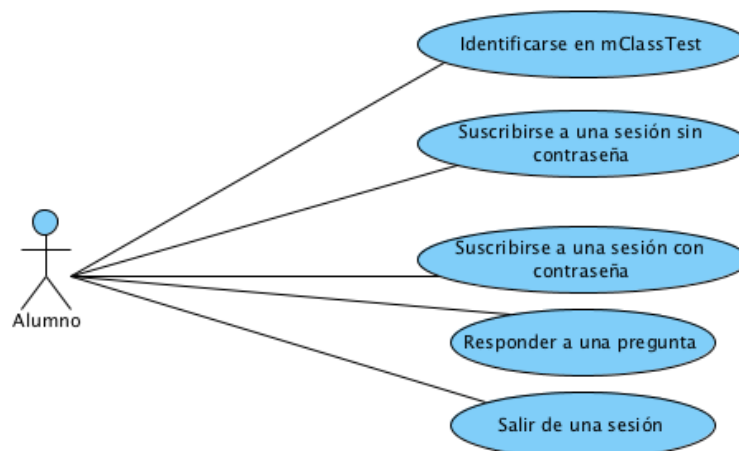 Identificarse en mClassTest
Suscribirse a una sesión sin
contraseña
Suscribirse a una sesión con
contraseña
Alumno
Responder a una pregunta
Salir de una sesión